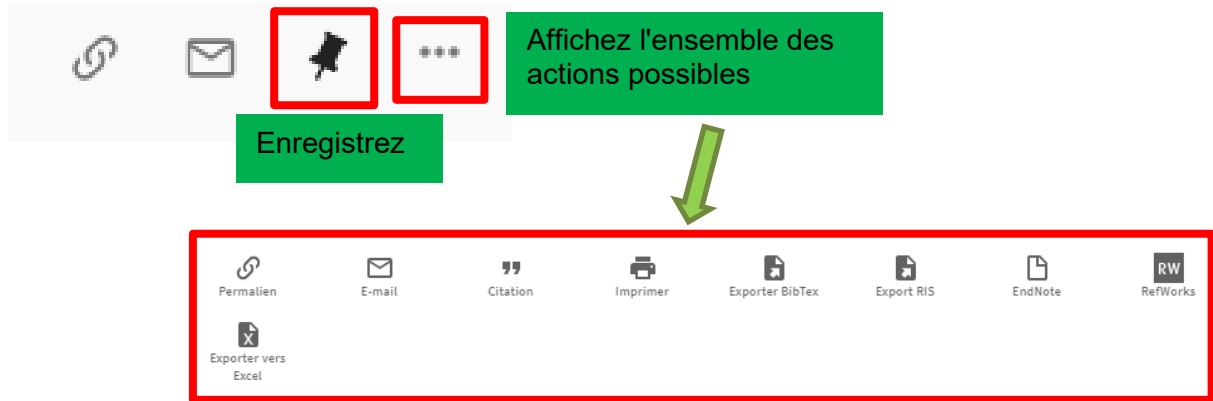 Affichez l'ensemble des
actions possibles
Enregistrez
Permalien
E-mail
Citation
Imprimer
Exporter BibTex
Export RIS
EndNote
RW
RefWorks
X
Exporter vers
Excel